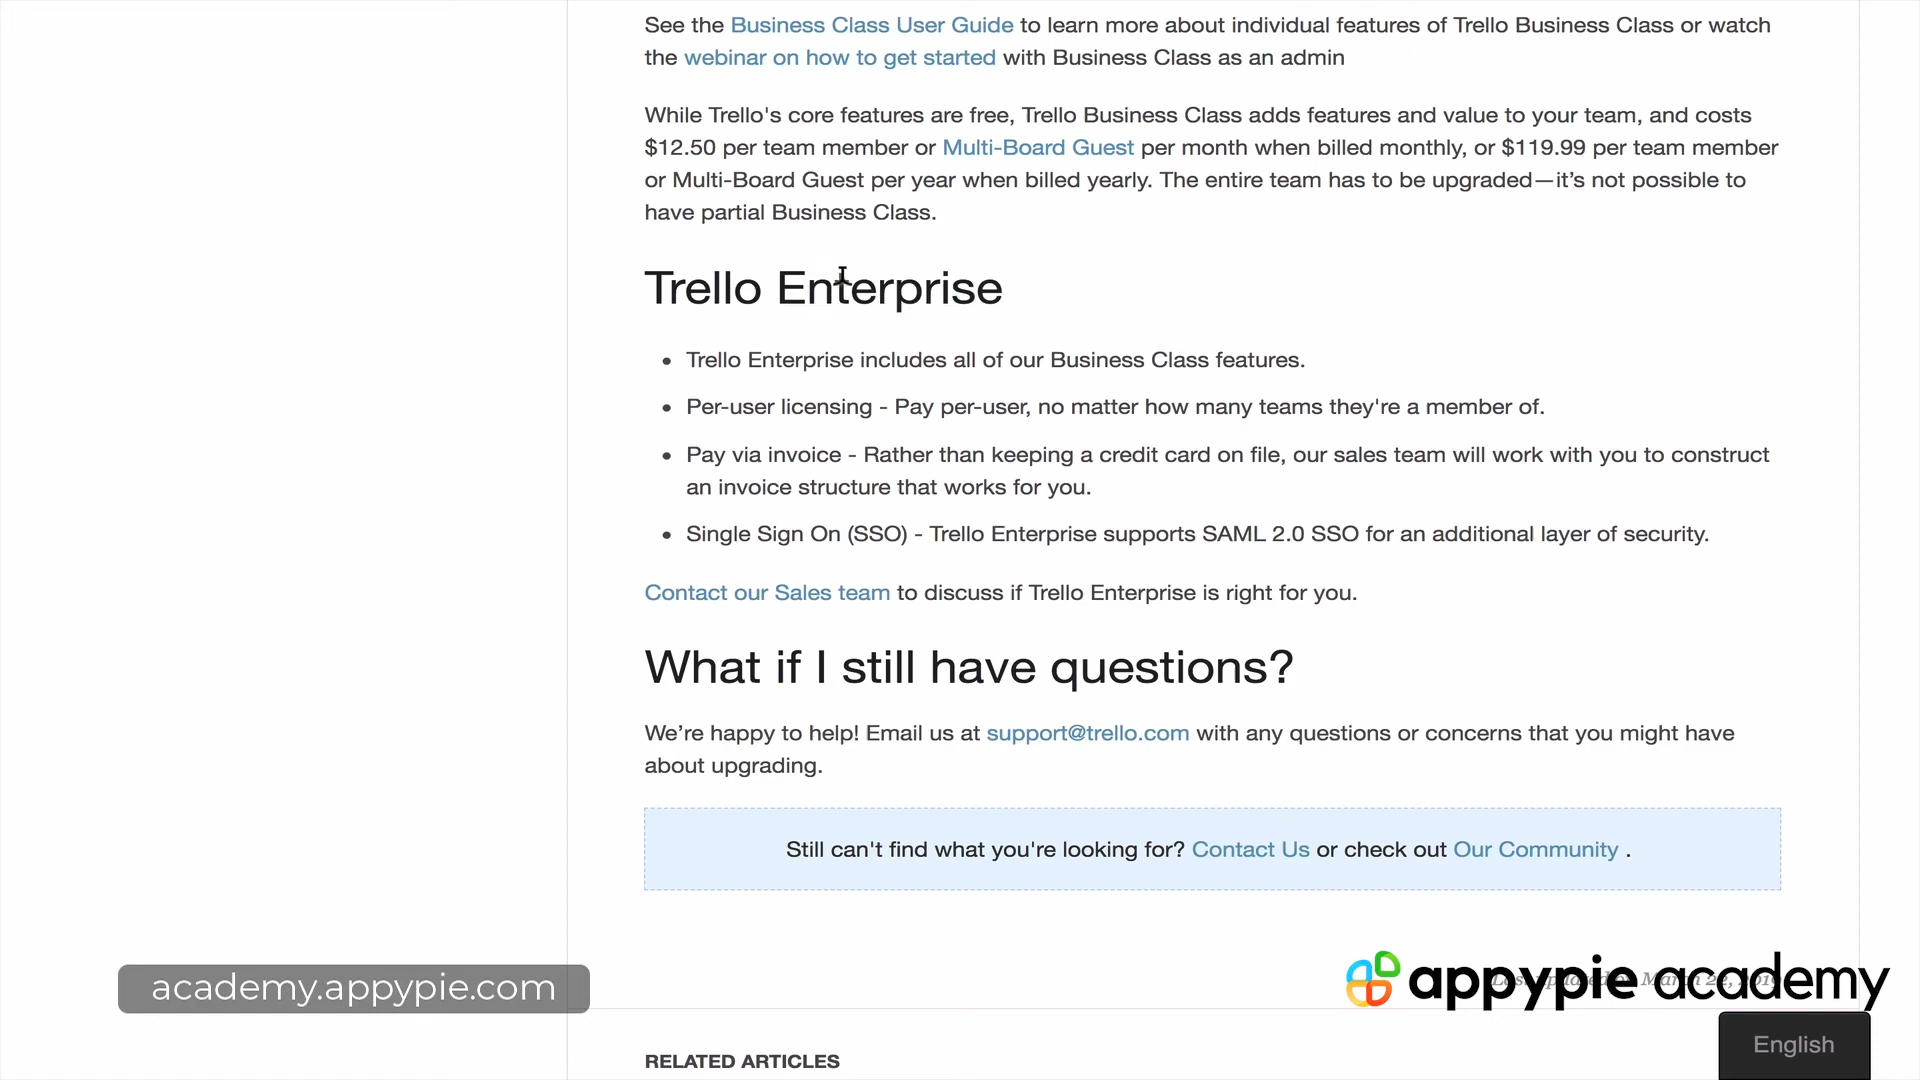 See the Business Class User Guide to learn more about individual features of Trello Business Class or watch
the webinar on how to get started with Business Class as an admin
While Trello's core features are free, Trello Business Class adds features and value to your team, and costs
$12.50 per team member or Multi-Board Guest per month when billed monthly, or $119.99 per team member
or Multi-Board Guest per year when billed yearly. The entire team has to be upgraded—it’s not possible to
have partial Business Class.
Trello Enterprise
• Trello Enterprise includes all of our Business Class features.
• Per-user licensing - Pay per-user, no matter how many teams they're a member of.
• Pay via invoice - Rather than keeping a credit card on file, our sales team will work with you to construct
an invoice structure that works for you.
• Single Sign On (SSO) - Trello Enterprise supports SAML 2.0 SSO for an additional layer of security.
Contact our Sales team to discuss if Trello Enterprise is right for you.
What if I still have questions?
We’re happy to help! Email us at support@trello.com with any questions or concerns that you might have
about upgrading.
Still can't find what you're looking for? Contact Us or check out Our Community .
academy.appypie.com
appypie academy
English
RELATED ARTICLES